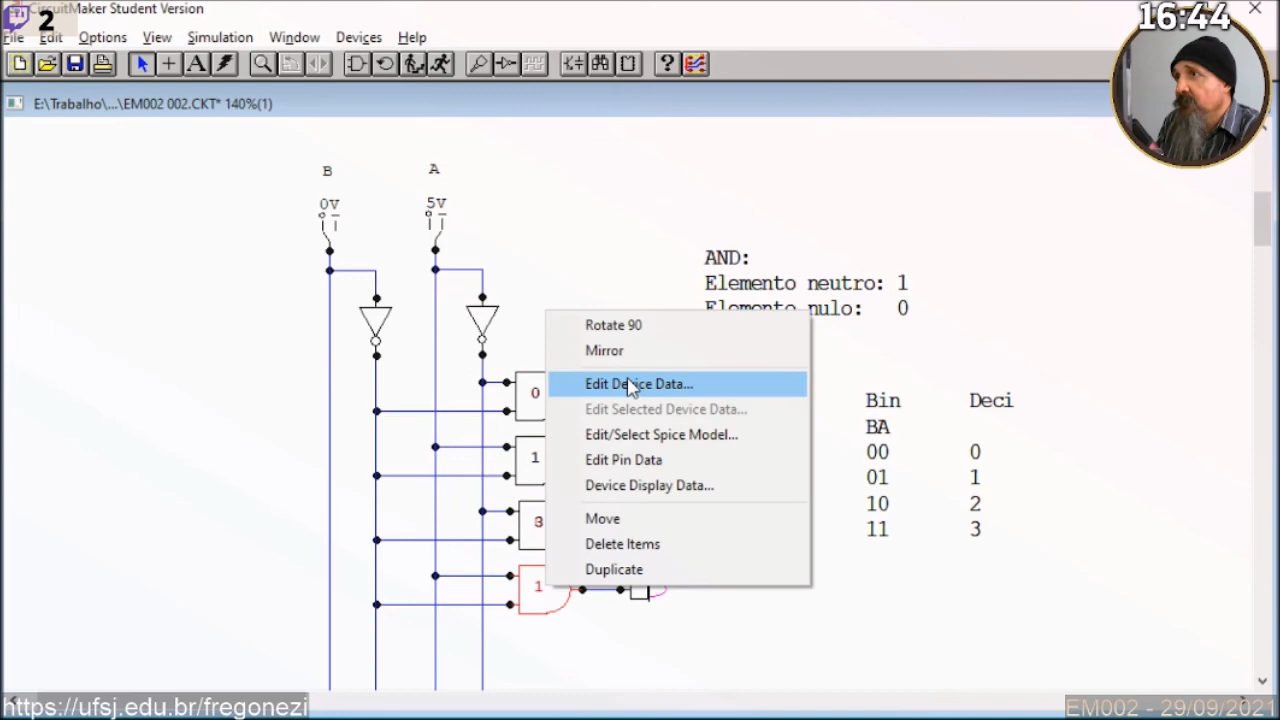 CircuitMaker Student Version
2
16:44
File Edit Options View Simulation Window Devices Help
E:\Trabalho\...\EM002 002.CKT* 140%(1)
B
A
0V
5V
AND:
Elemento neutro: 1
Elemento nulo: 0
Rotate 90
Mirror
Edit Device Data...
Edit Selected Device Data...
Edit/Select Spice Model...
Edit Pin Data
Device Display Data...
Move
Delete Items
Duplicate
0
1
1
Bin Deci
BA
00 0
01 1
10 2
11 3
https://ufsj.edu.br/fregonezi
EM002 - 29/09/2021